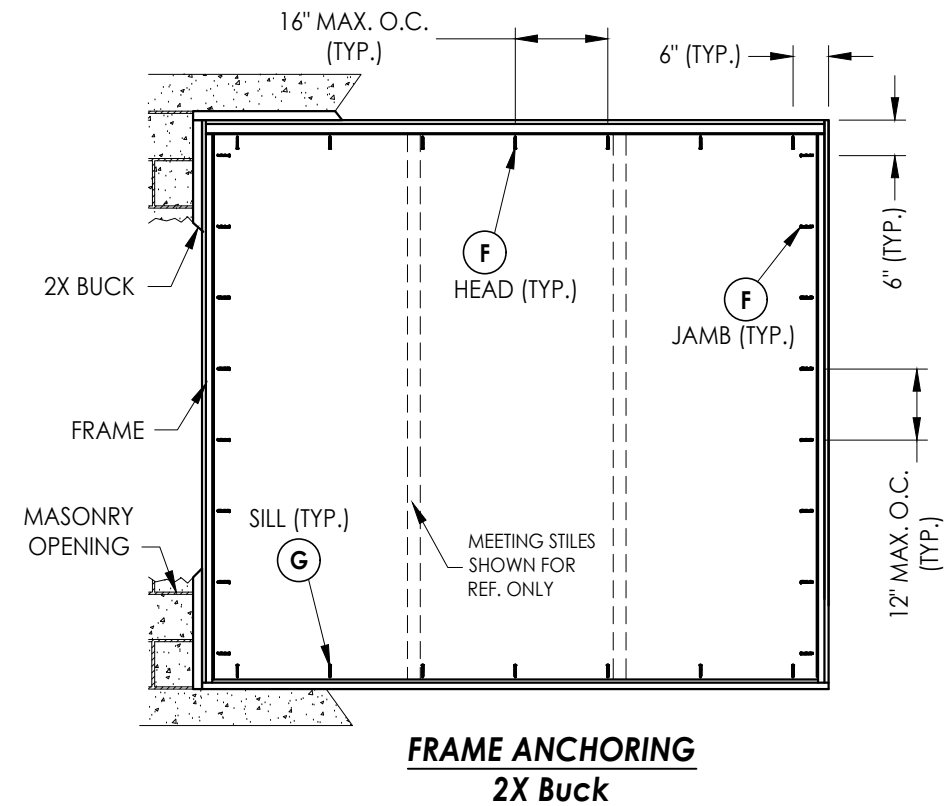 16" MAX. O.C.
(TYP.)
6" (TYP.)
6" (TYP.)
2X BUCK
F
HEAD (TYP.)
F
JAMB (TYP.)
FRAME
12" MAX. O.C.
(TYP.)
MASONRY
OPENING
SILL (TYP.)
G
MEETING STILES
SHOWN FOR
REF. ONLY
FRAME ANCHORING
2X Buck